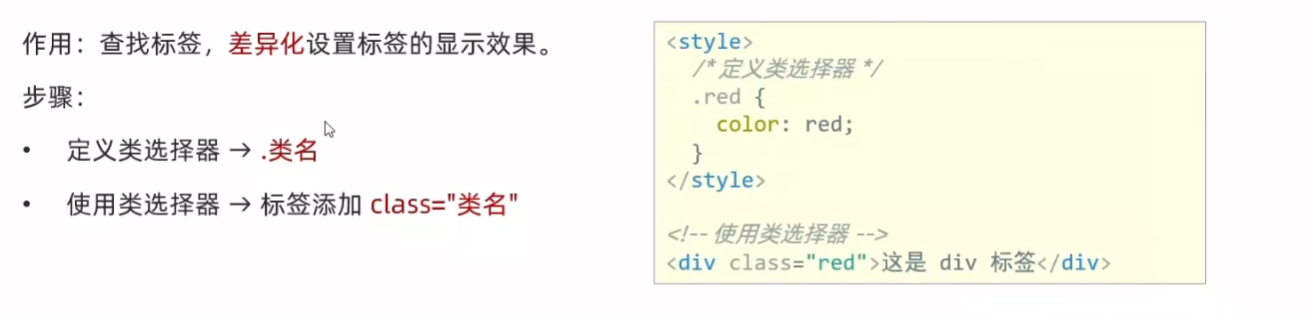 作用：查找标签，差异化设置标签的显示效果。
步骤：
• 定义类选择器 → .类名
• 使用类选择器 → 标签添加 class="类名"
<style>
  /* 定义类选择器 */
  .red {
    color: red;
  }
</style>

<!-- 使用类选择器 -->
<div class="red">这是 div 标签</div>